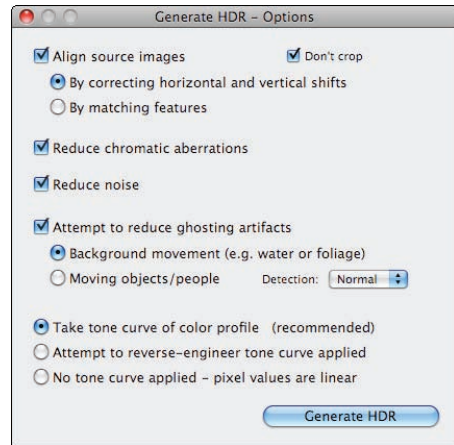 Generate HDR – Options
Align source images Don't crop
By correcting horizontal and vertical shifts
By matching features
Reduce chromatic aberrations
Reduce noise
Attempt to reduce ghosting artifacts
Background movement (e.g. water or foliage)
Moving objects/people Detection: Normal
Take tone curve of color profile (recommended)
Attempt to reverse-engineer tone curve applied
No tone curve applied – pixel values are linear
Generate HDR